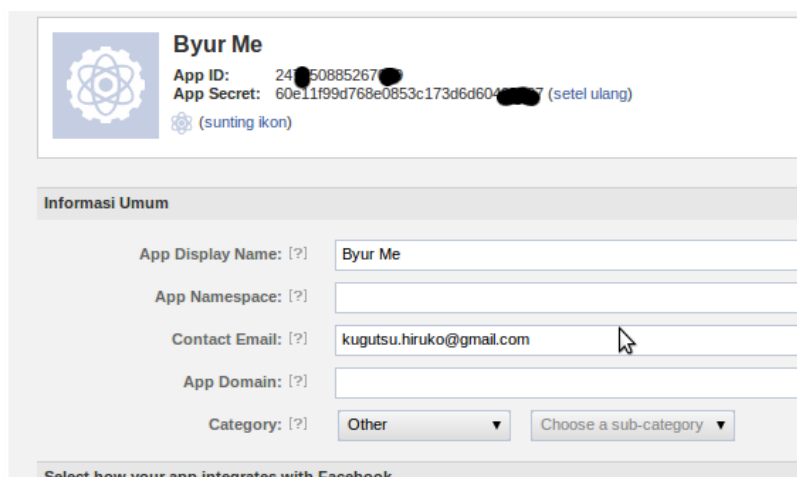 Byur Me
App ID:
App Secret: (setel ulang)
(sunting ikon)
Informasi Umum
App Display Name: [?] Byur Me
App Namespace: [?]
Contact Email: [?] kugutsu.hiruko@gmail.com
App Domain: [?]
Category: [?] Other ▼ Choose a sub-category ▼
Select how your app integrates with Facebook